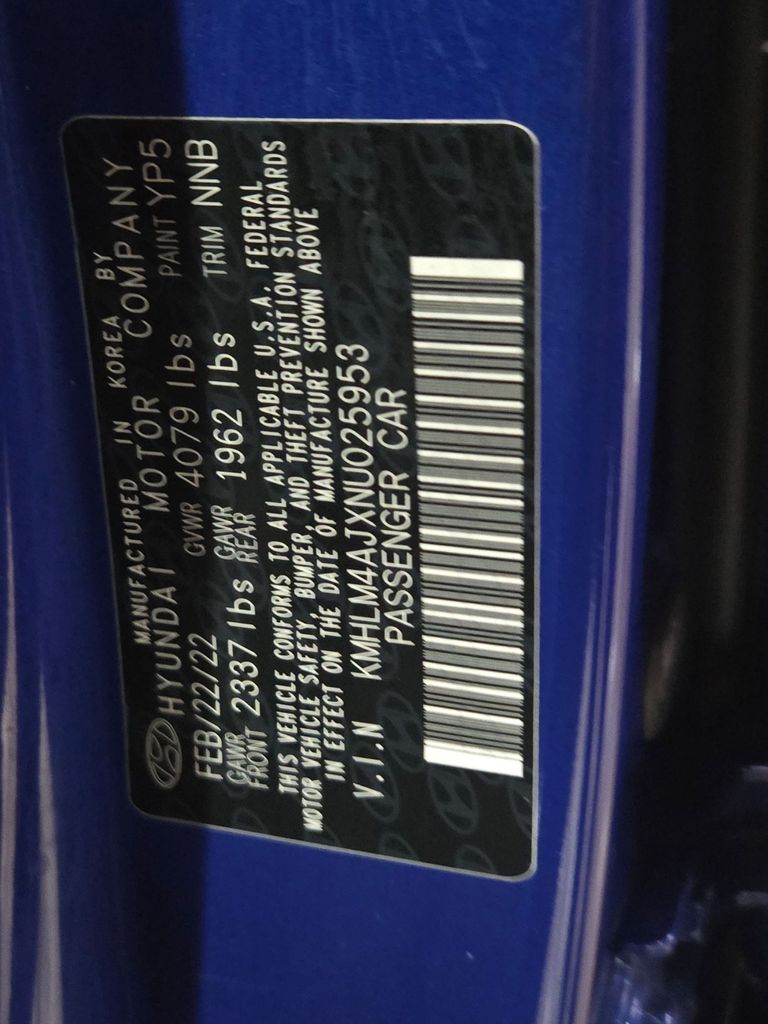 MANUFACTURED IN KOREA BY
HYUNDAI MOTOR COMPANY
FEB/22/22 GVWR 4079 lbs PAINT YP5
GAWR FRONT 2337 lbs GAWR REAR 1962 lbs TRIM NNB
THIS VEHICLE CONFORMS TO ALL APPLICABLE U.S.A. FEDERAL
MOTOR VEHICLE SAFETY, BUMPER, AND THEFT PREVENTION STANDARDS
IN EFFECT ON THE DATE OF MANUFACTURE SHOWN ABOVE
V.I.N KMHLM4AJXNU025953
PASSENGER CAR